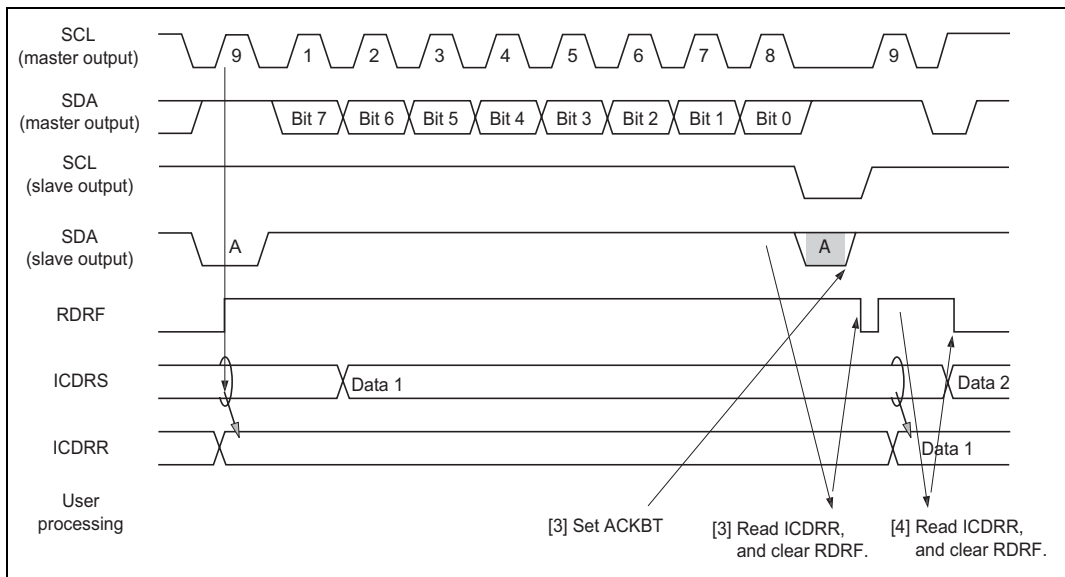 SCL
(master output)
9 1 2 3 4 5 6 7 8 9
SDA
(master output)
Bit 7 Bit 6 Bit 5 Bit 4 Bit 3 Bit 2 Bit 1 Bit 0
SCL
(slave output)
SDA
(slave output)
A A
RDRF
ICDRS
Data 1 Data 2
ICDRR
Data 1
User
processing
[3] Set ACKBT
[3] Read ICDRR,
and clear RDRF.
[4] Read ICDRR,
and clear RDRF.